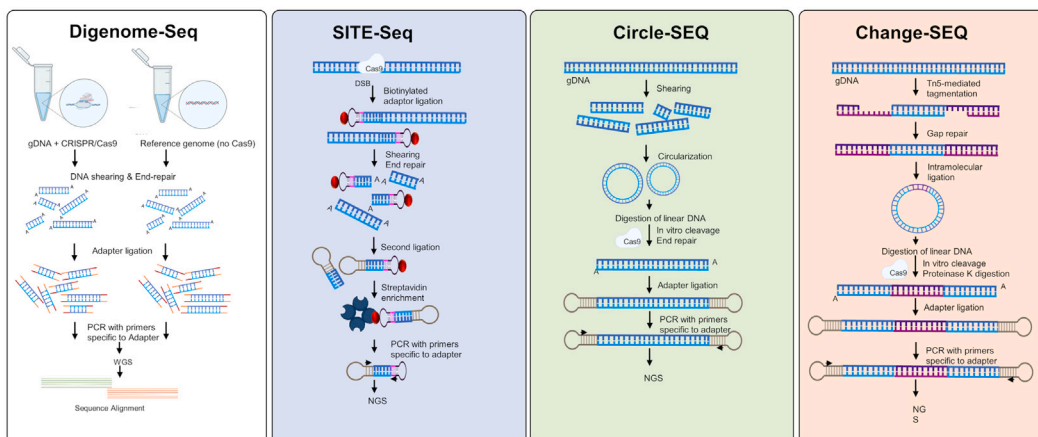 Digenome-Seq
gDNA + CRISPR/Cas9
Reference genome (no Cas9)
DNA shearing & End-repair
A
A
A
A
A
A
A
A
A
A
Adapter ligation
PCR with primers
specific to Adapter
WGS
Sequence Alignment
SITE-Seq
Cas9
DSB
Biotinylated
adaptor ligation
Shearing
End repair
A
A
A
A
A
Second ligation
Streptavidin
enrichment
PCR with primers
specific to adapter
NGS
Circle-SEQ
gDNA
Shearing
Circularization
Digestion of linear DNA
Cas9
In vitro cleavage
End repair
A
A
Adapter ligation
PCR with primers
specific to adapter
NGS
Change-SEQ
gDNA
Tn5-mediated
tagmentation
Gap repair
Intramolecular
ligation
Digestion of linear DNA
Cas9
In vitro cleavage
Proteinase K digestion
A
A
Adapter ligation
PCR with primers
specific to adapter
NG
S